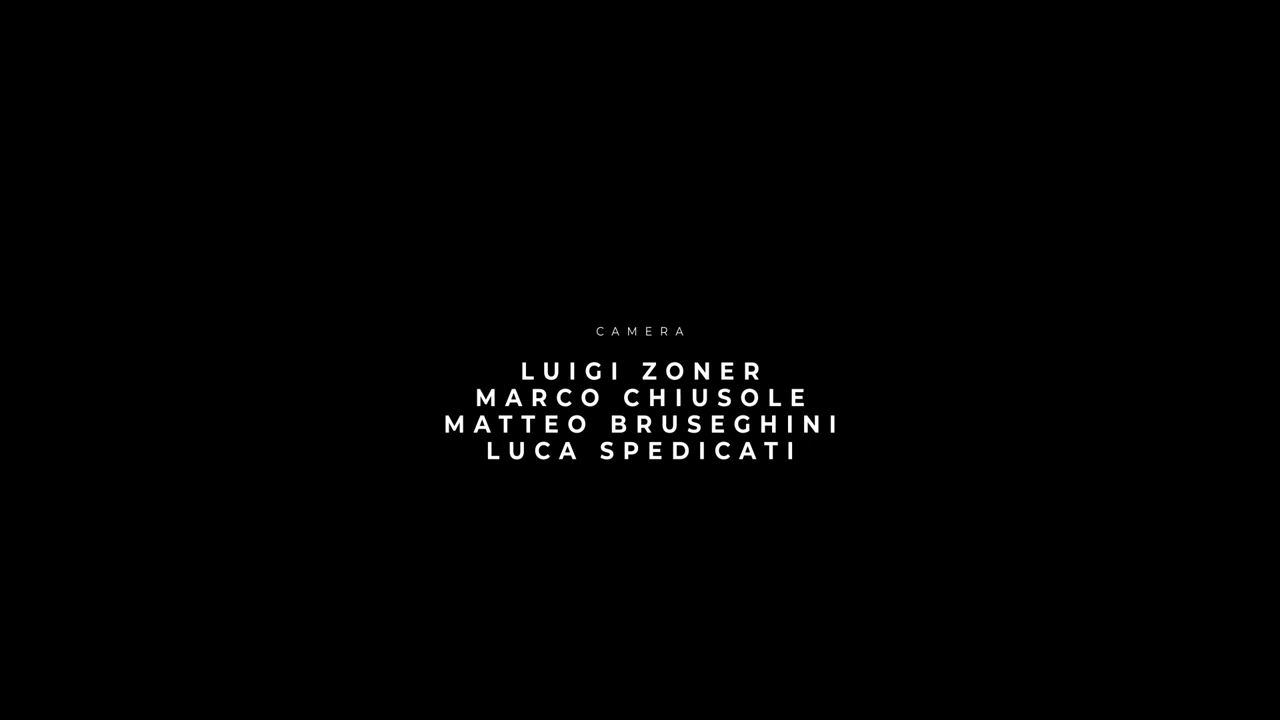 CAMERA
LUIGI ZONER
MARCO CHIUSOLE
MATTEO BRUSEGHINI
LUCA SPEDICATI